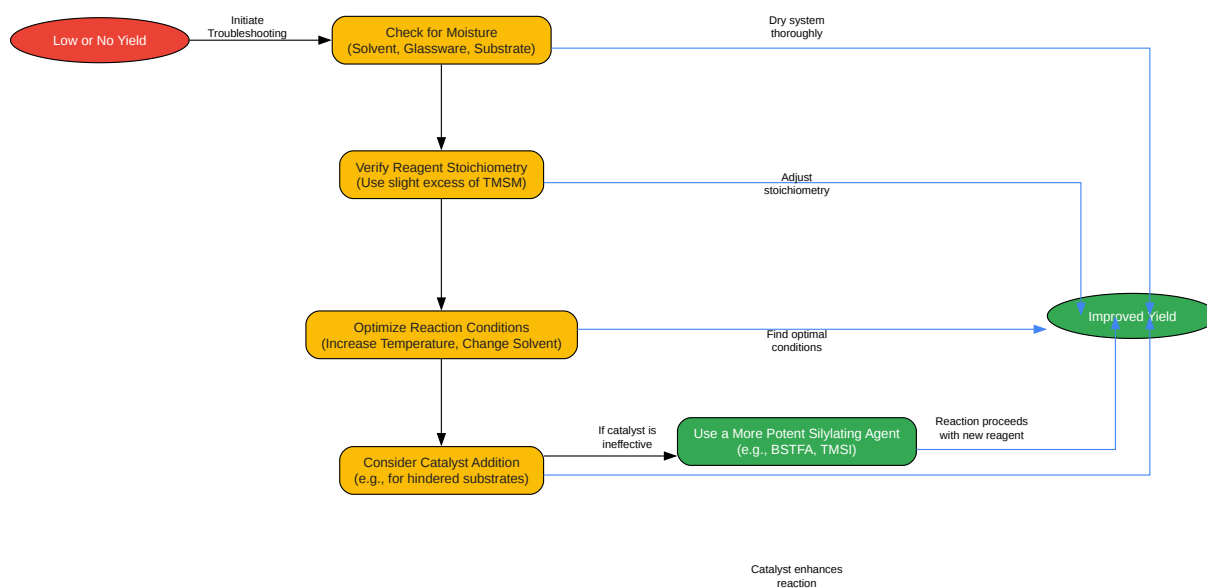 Low or No Yield
Initiate
Troubleshooting
Check for Moisture
(Solvent, Glassware, Substrate)
Dry system
thoroughly
Verify Reagent Stoichiometry
(Use slight excess of TMSM)
Adjust
stoichiometry
Optimize Reaction Conditions
(Increase Temperature, Change Solvent)
Find optimal
conditions
Improved Yield
Consider Catalyst Addition
(e.g., for hindered substrates)
If catalyst is
ineffective
Use a More Potent Silylating Agent
(e.g., BSTFA, TMSI)
Reaction proceeds
with new reagent
Catalyst enhances
reaction